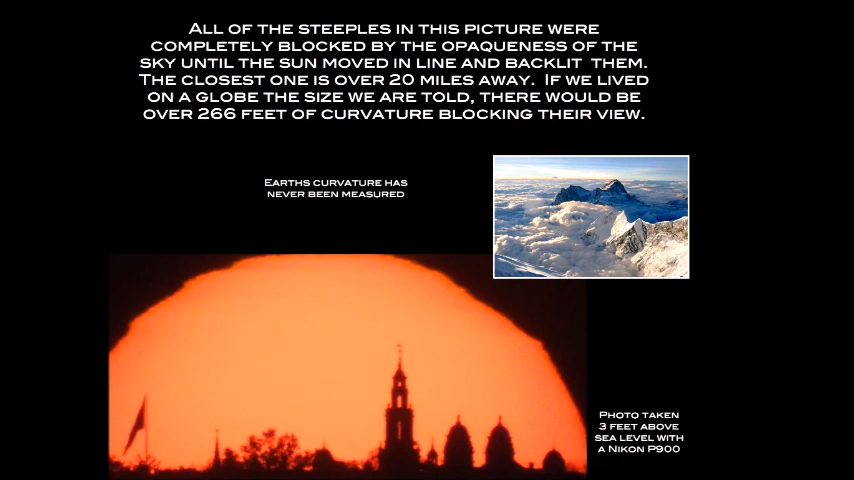 All of the steeples in this picture were
completely blocked by the opaqueness of the
sky until the sun moved in line and backlit them.
The closest one is over 20 miles away. If we lived
on a globe the size we are told, there would be
over 266 feet of curvature blocking their view.
Earths curvature has
never been measured
Photo taken
3 feet above
sea level with
a Nikon P900